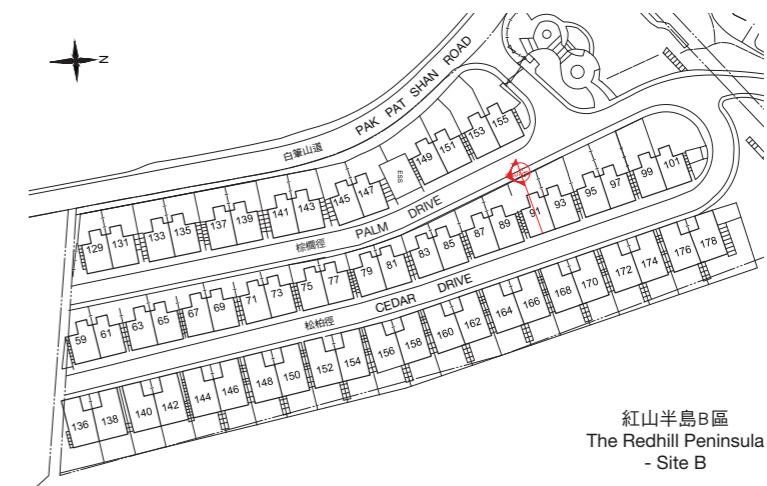 N
白筆山道
PAK PAT SHAN ROAD
129 131 133 135 137 139 141 143 145 147 ESS 149 151 153 155
棕櫚徑
PALM DRIVE
59 61 63 65 67 69 71 73 75 77 79 81 83 85 87 89 91 93 95 97 99 101
松柏徑
CEDAR DRIVE
136 138 140 142 144 146 148 150 152 154 156 158 160 162 164 166 168 170 172 174 176 178
紅山半島B區
The Redhill Peninsula
- Site B